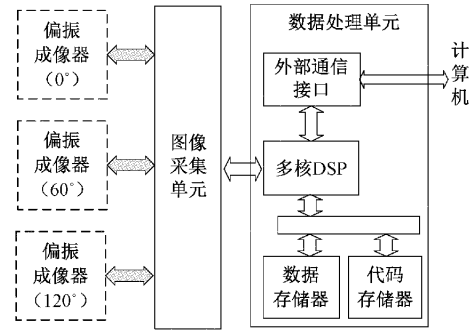 偏振
成像器
(0°)
偏振
成像器
(60°)
偏振
成像器
(120°)
图像
采集
单元
数据处理单元
外部通信
接口
多核DSP
数据
存储器
代码
存储器
计
算
机